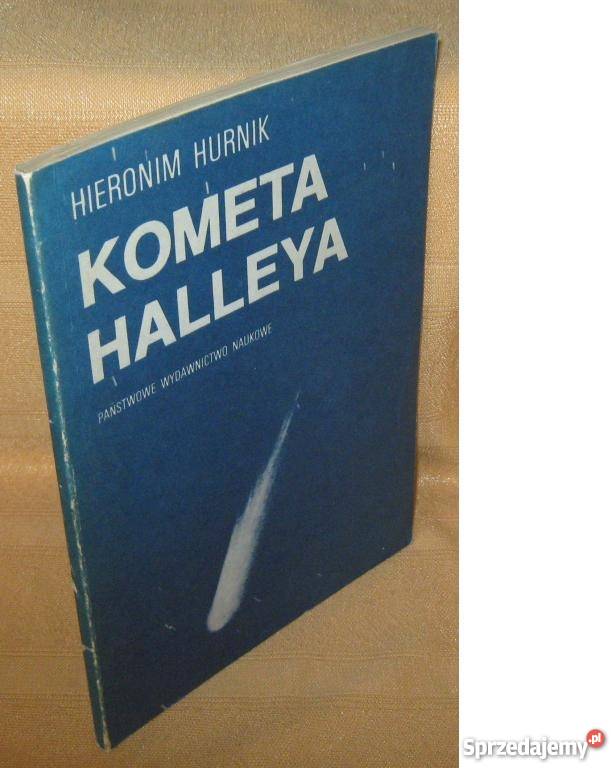 HIERONIM HURNIK
KOMETA
HALLEYA
PAŃSTWOWE WYDAWNICTWO NAUKOWE
Sprzedajemy.pl